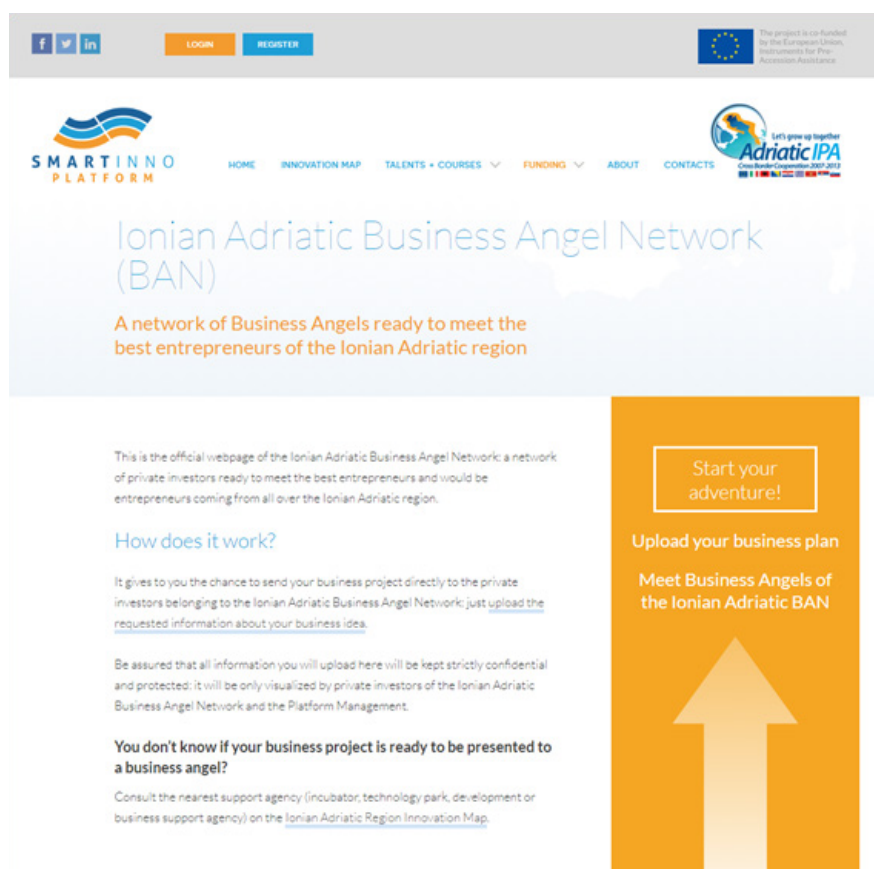 f in
LOGIN REGISTER
The project is co-funded
by the European Union,
Instruments for Pre-
Accession Assistance
SMARTINNO
PLATFORM
HOME INNOVATION MAP TALENTS + COURSES FUNDING ABOUT CONTACTS
Let's grow up together
Adriatic IPA
Cross Border Cooperation 2007-2013
Ionian Adriatic Business Angel Network
(BAN)
A network of Business Angels ready to meet the
best entrepreneurs of the Ionian Adriatic region
This is the official webpage of the Ionian Adriatic Business Angel Network: a network
of private investors ready to meet the best entrepreneurs and would be
entrepreneurs coming from all over the Ionian Adriatic region.
How does it work?
It gives to you the chance to send your business project directly to the private
investors belonging to the Ionian Adriatic Business Angel Network: just upload the
requested information about your business idea.
Be assured that all information you will upload here will be kept strictly confidential
and protected: it will be only visualized by private investors of the Ionian Adriatic
Business Angel Network and the Platform Management.
You don't know if your business project is ready to be presented to
a business angel?
Consult the nearest support agency (incubator, technology park, development or
business support agency) on the Ionian Adriatic Region Innovation Map.
Start your
adventure!
Upload your business plan
Meet Business Angels of
the Ionian Adriatic BAN